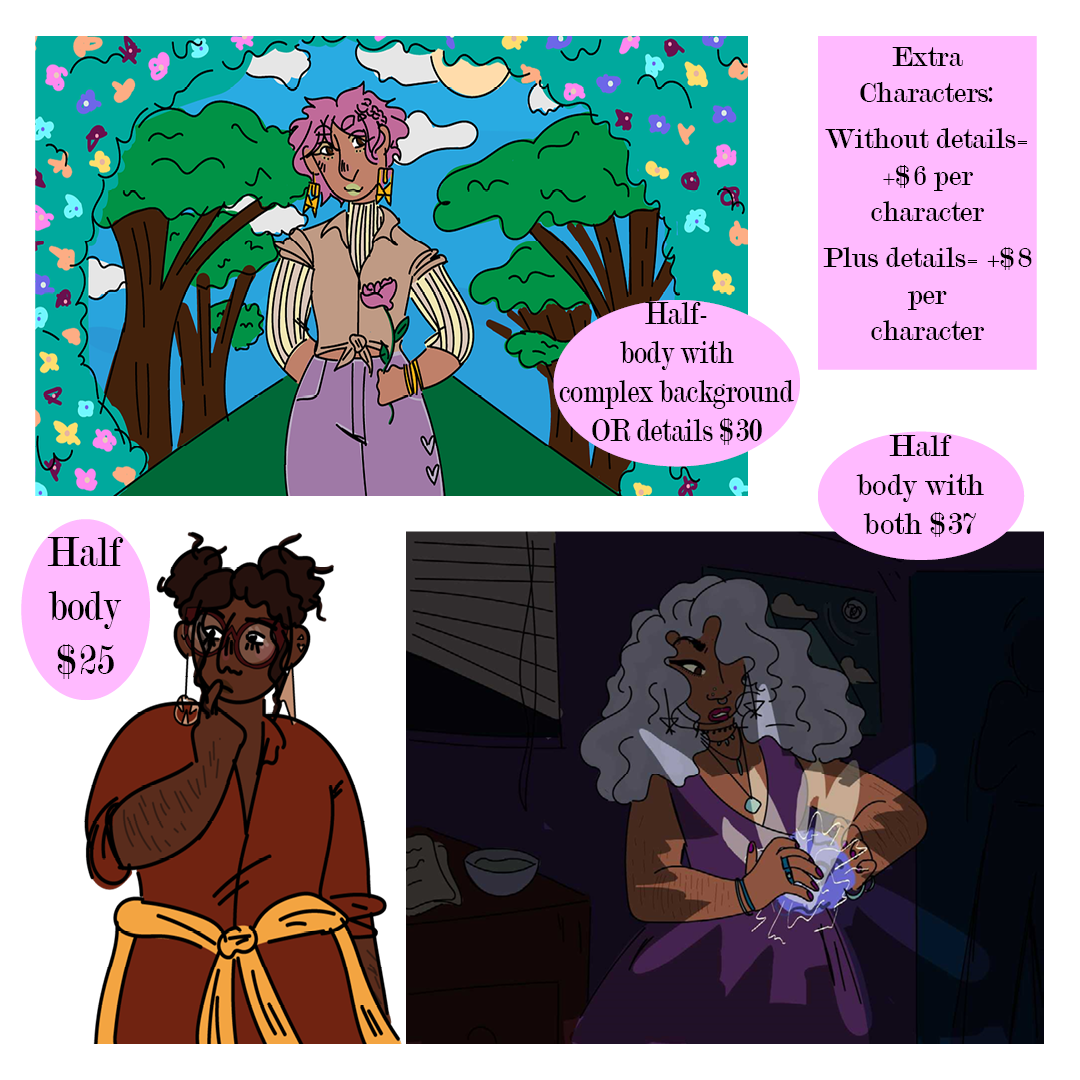 Extra
Characters:
Without details=
+$6 per
character
Plus details= +$8
per
character
Half-
body with
complex background
OR details $30
Half
body with
both $37
Half
body
$25